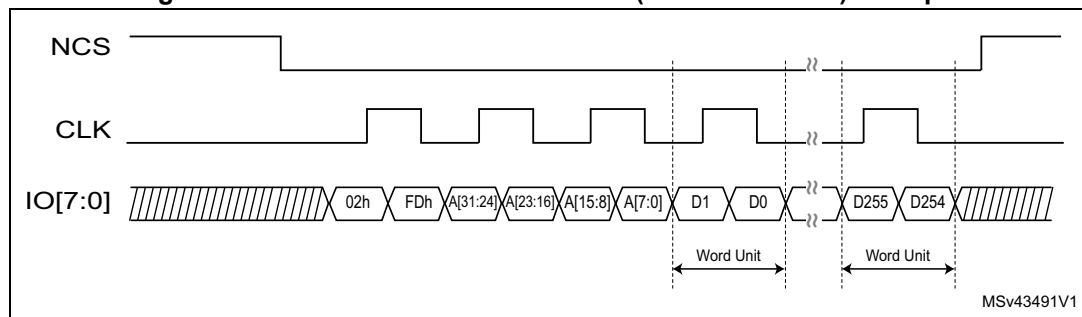 NCS
CLK
IO[7:0]
02h FDh A[31:24] A[23:16] A[15:8] A[7:0] D1 D0 D255 D254
Word Unit Word Unit
MSv43491V1